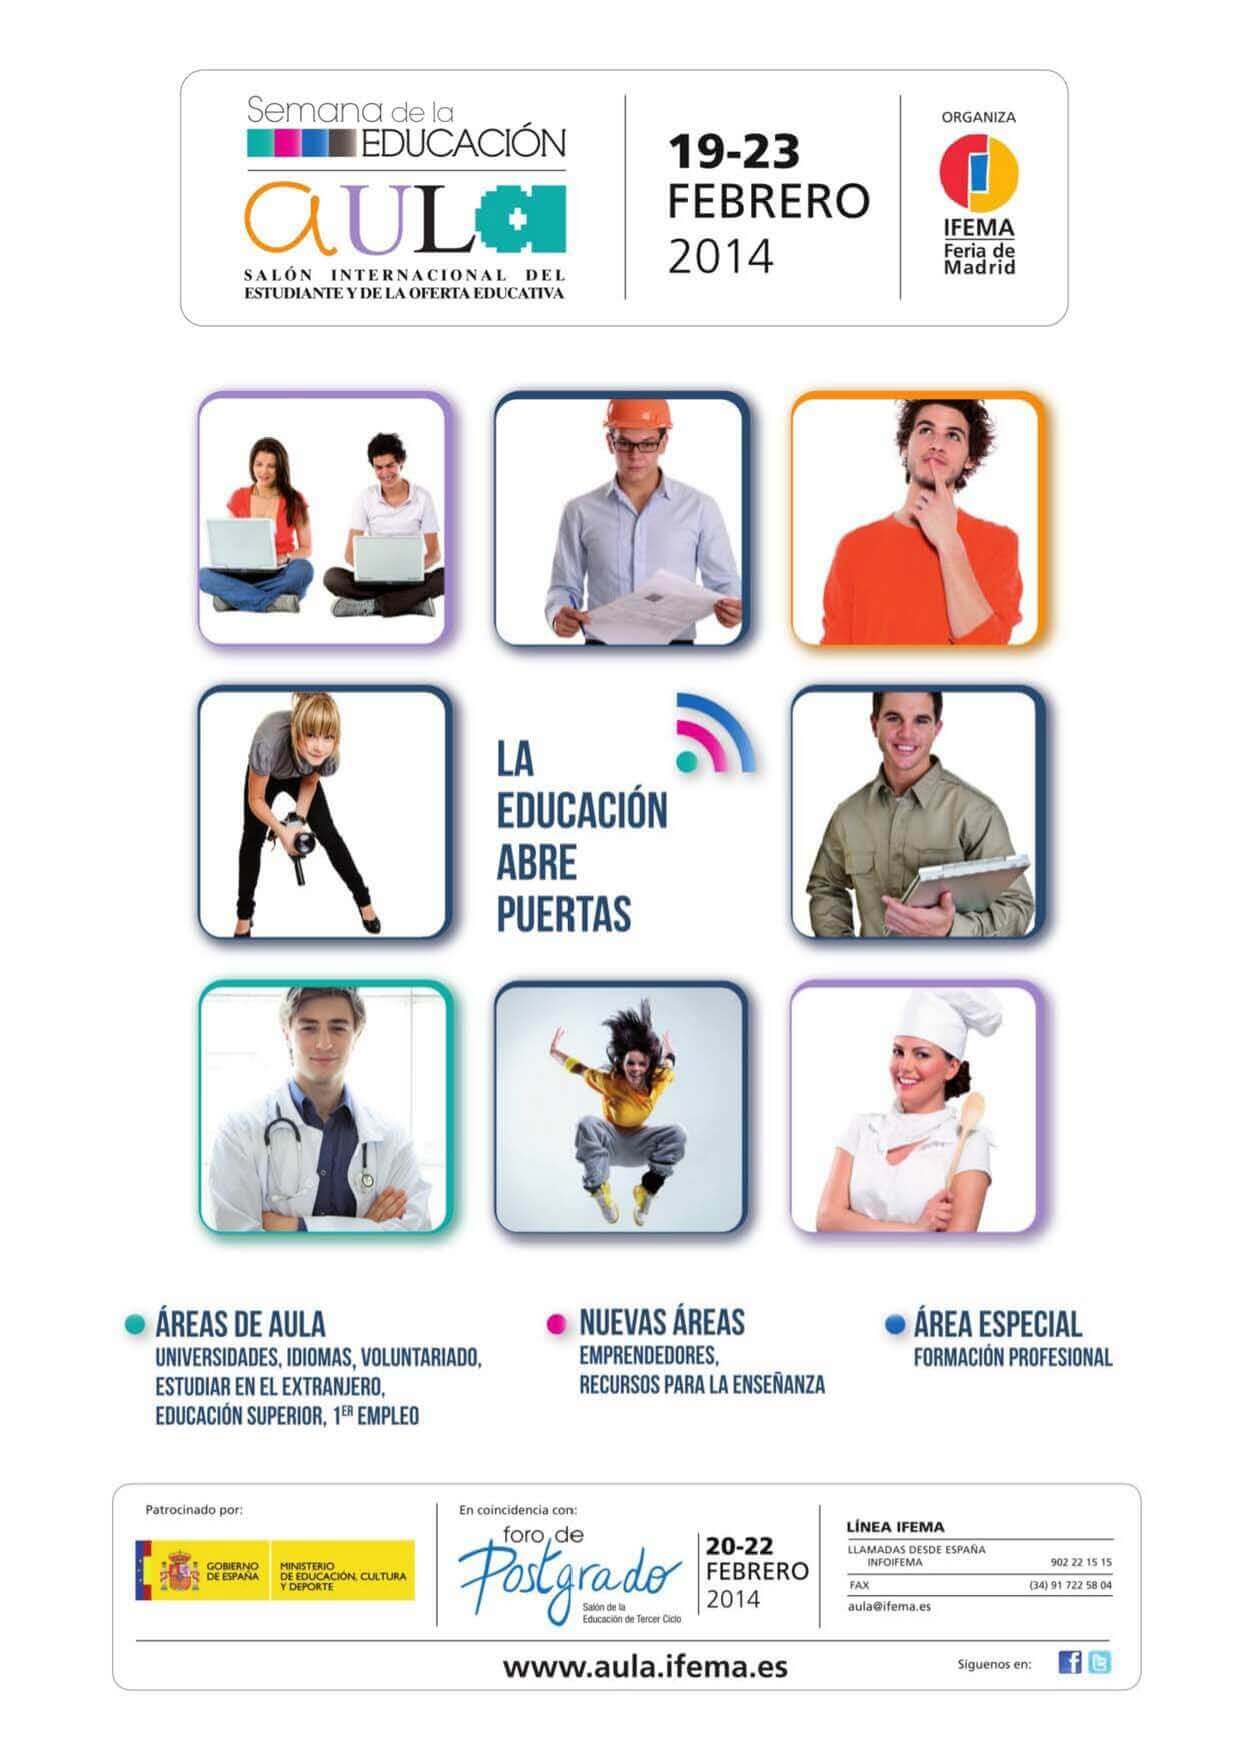 Semana de la
EDUCACIÓN
aULa
SALÓN INTERNACIONAL DEL
ESTUDIANTE Y DE LA OFERTA EDUCATIVA
19-23
FEBRERO
2014
ORGANIZA
IFEMA
Feria de
Madrid
LA
EDUCACIÓN
ABRE
PUERTAS
ÁREAS DE AULA
UNIVERSIDADES, IDIOMAS, VOLUNTARIADO,
ESTUDIAR EN EL EXTRANJERO,
EDUCACIÓN SUPERIOR, 1ER EMPLEO
NUEVAS ÁREAS
EMPRENDEDORES,
RECURSOS PARA LA ENSEÑANZA
ÁREA ESPECIAL
FORMACIÓN PROFESIONAL
Patrocinado por:
GOBIERNO
DE ESPAÑA
MINISTERIO
DE EDUCACIÓN, CULTURA
Y DEPORTE
En coincidencia con:
foro de
Postgrado
Salón de la
Educación de Tercer Ciclo
20-22
FEBRERO
2014
LÍNEA IFEMA
LLAMADAS DESDE ESPAÑA
INFOIFEMA 902 22 15 15
FAX (34) 91 722 58 04
aula@ifema.es
www.aula.ifema.es
Síguenos en: